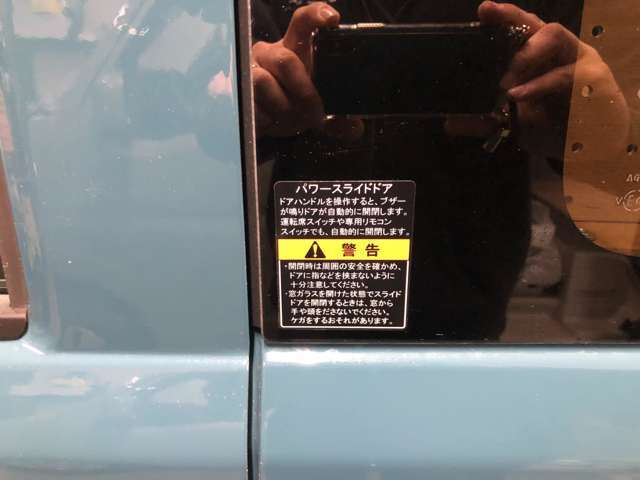 パワースライドドア
ドアハンドルを操作すると、ブザー
が鳴りドアが自動的に開閉します。
運転席スイッチや専用リモコン
スイッチでも、自動的に開閉します。
警告
・開閉時は周囲の安全を確かめ、
ドアに指などを挟まないように
十分注意してください。
・窓ガラスを開けた状態でスライド
ドアを開閉するときは、窓から
手や頭をださないでください。
ケガをするおそれがあります。
AG